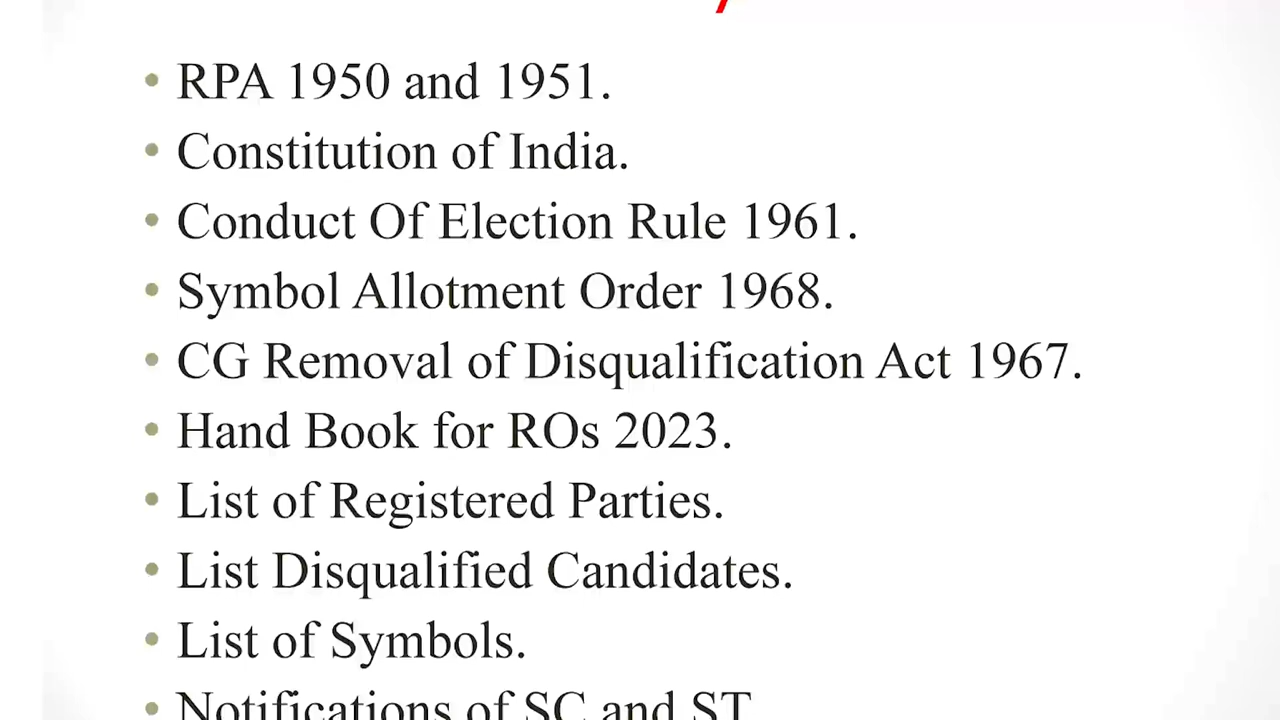 • RPA 1950 and 1951.
• Constitution of India.
• Conduct Of Election Rule 1961.
• Symbol Allotment Order 1968.
• CG Removal of Disqualification Act 1967.
• Hand Book for ROs 2023.
• List of Registered Parties.
• List Disqualified Candidates.
• List of Symbols.
• Notifications of SC and ST